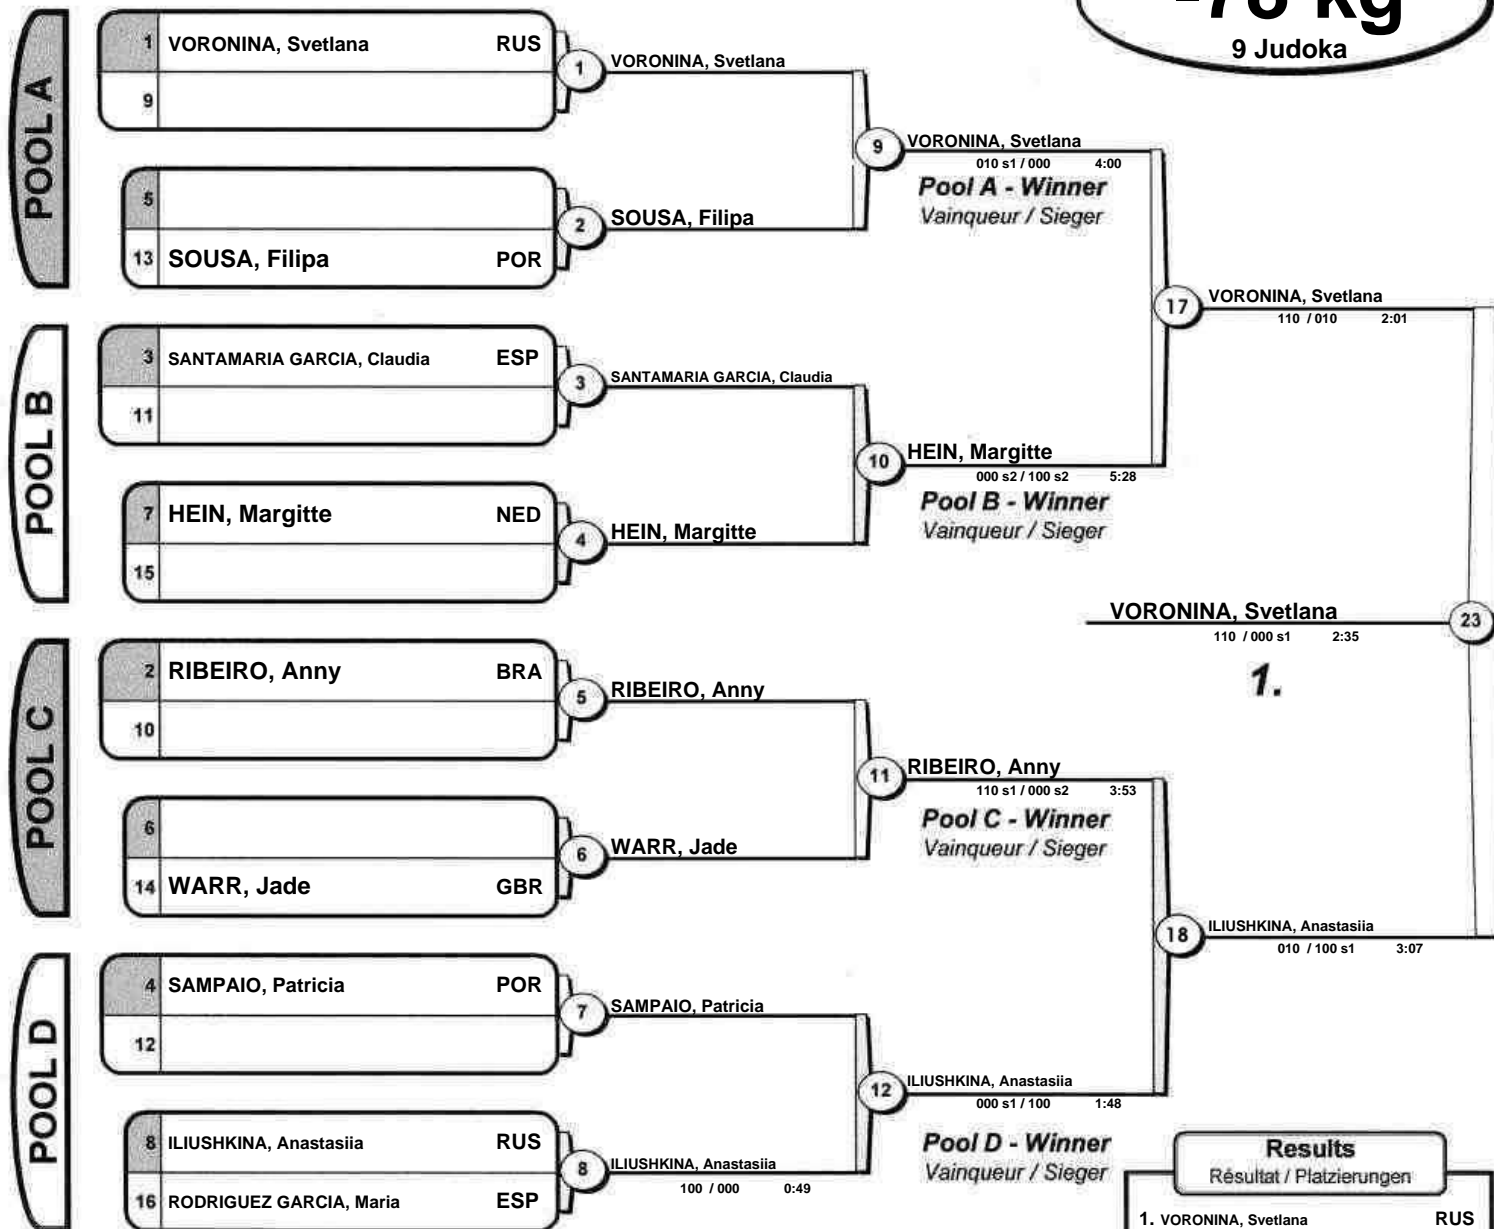 -78 kg
9 Judoka
POOL A
1 VORONINA, Svetlana RUS
9
1 VORONINA, Svetlana
5
13 SOUSA, Filipa POR
2 SOUSA, Filipa
9 VORONINA, Svetlana
010 s1 / 000 4:00
Pool A - Winner
Vainqueur / Sieger
POOL B
3 SANTAMARIA GARCIA, Claudia ESP
11
3 SANTAMARIA GARCIA, Claudia
7 HEIN, Margitte NED
15
4 HEIN, Margitte
10 HEIN, Margitte
000 s2 / 100 s2 5:28
Pool B - Winner
Vainqueur / Sieger
17 VORONINA, Svetlana
110 / 010 2:01
VORONINA, Svetlana 23
110 / 000 s1 2:35
1.
POOL C
2 RIBEIRO, Anny BRA
10
5 RIBEIRO, Anny
6
14 WARR, Jade GBR
6 WARR, Jade
11 RIBEIRO, Anny
110 s1 / 000 s2 3:53
Pool C - Winner
Vainqueur / Sieger
18 ILIUSHKINA, Anastasiia
010 / 100 s1 3:07
POOL D
4 SAMPAIO, Patricia POR
12
7 SAMPAIO, Patricia
8 ILIUSHKINA, Anastasiia RUS
16 RODRIGUEZ GARCIA, Maria ESP
8 ILIUSHKINA, Anastasiia
100 / 000 0:49
12 ILIUSHKINA, Anastasiia
000 s1 / 100 1:48
Pool D - Winner
Vainqueur / Sieger
Results
Résultat / Platzierungen
1. VORONINA, Svetlana RUS